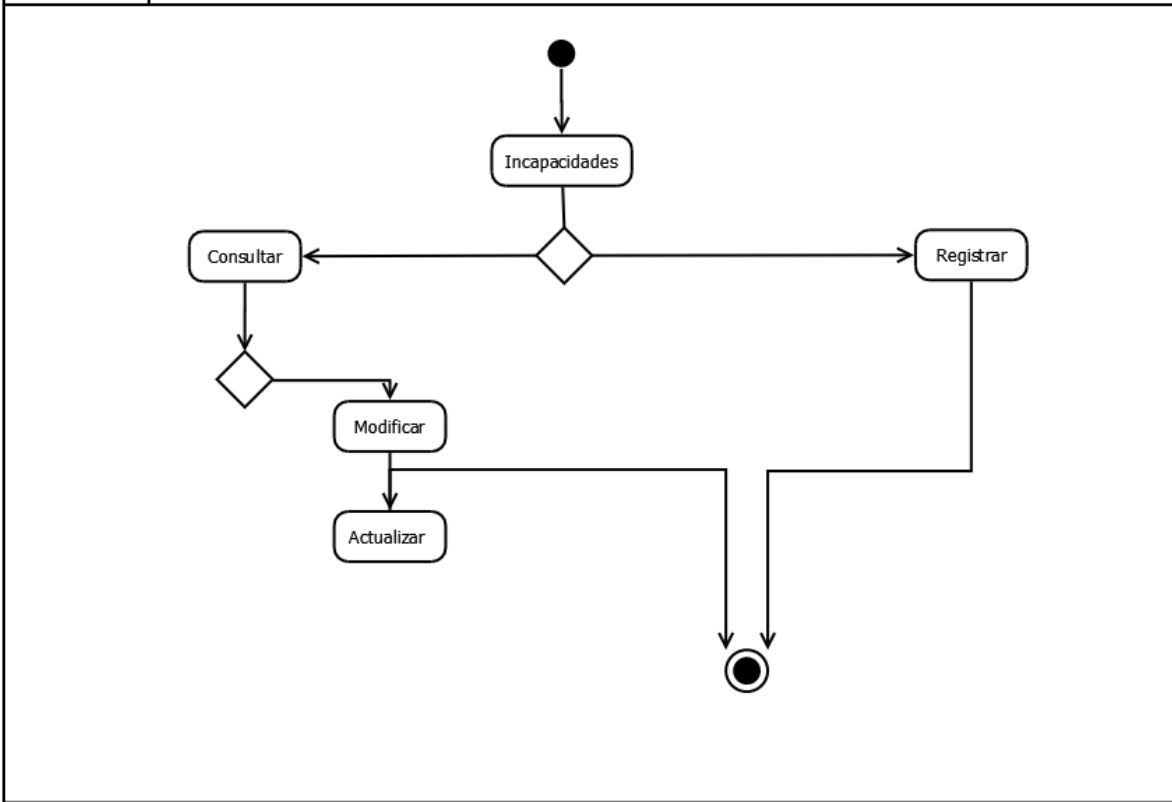 Incapacidades
Consultar
Registrar
Modificar
Actualizar